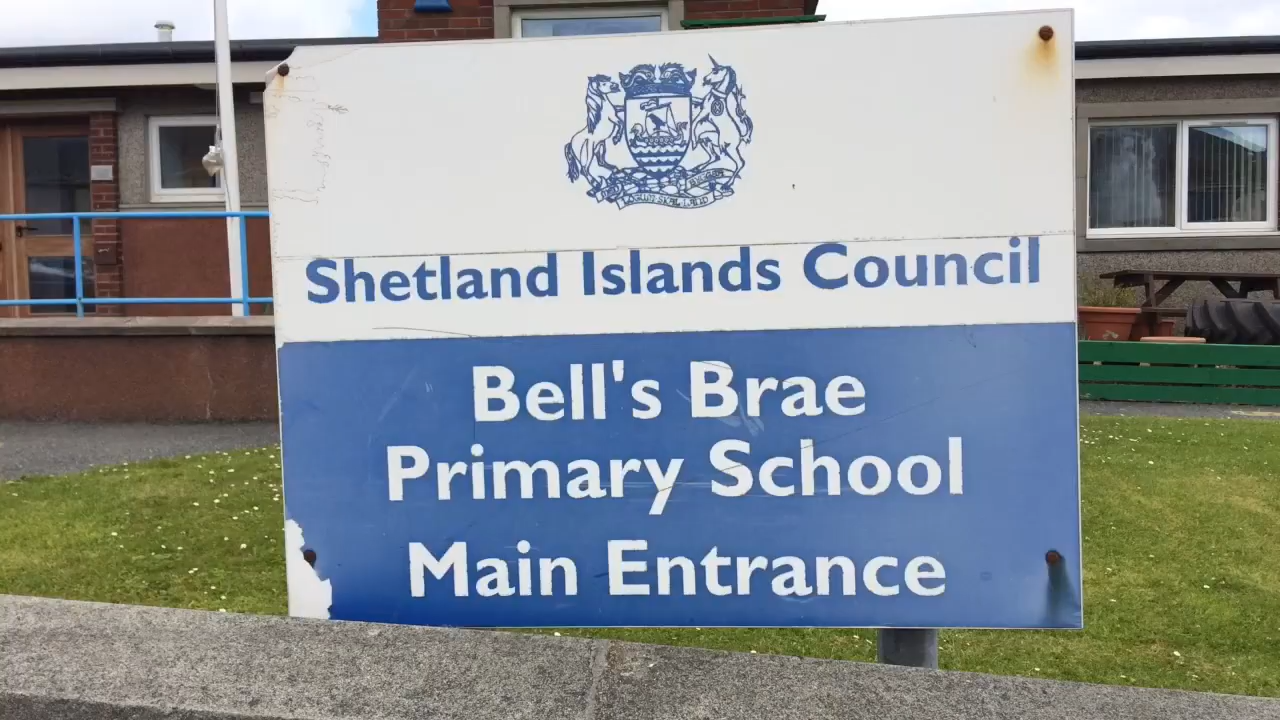 Shetland Islands Council
Bell's Brae
Primary School
Main Entrance